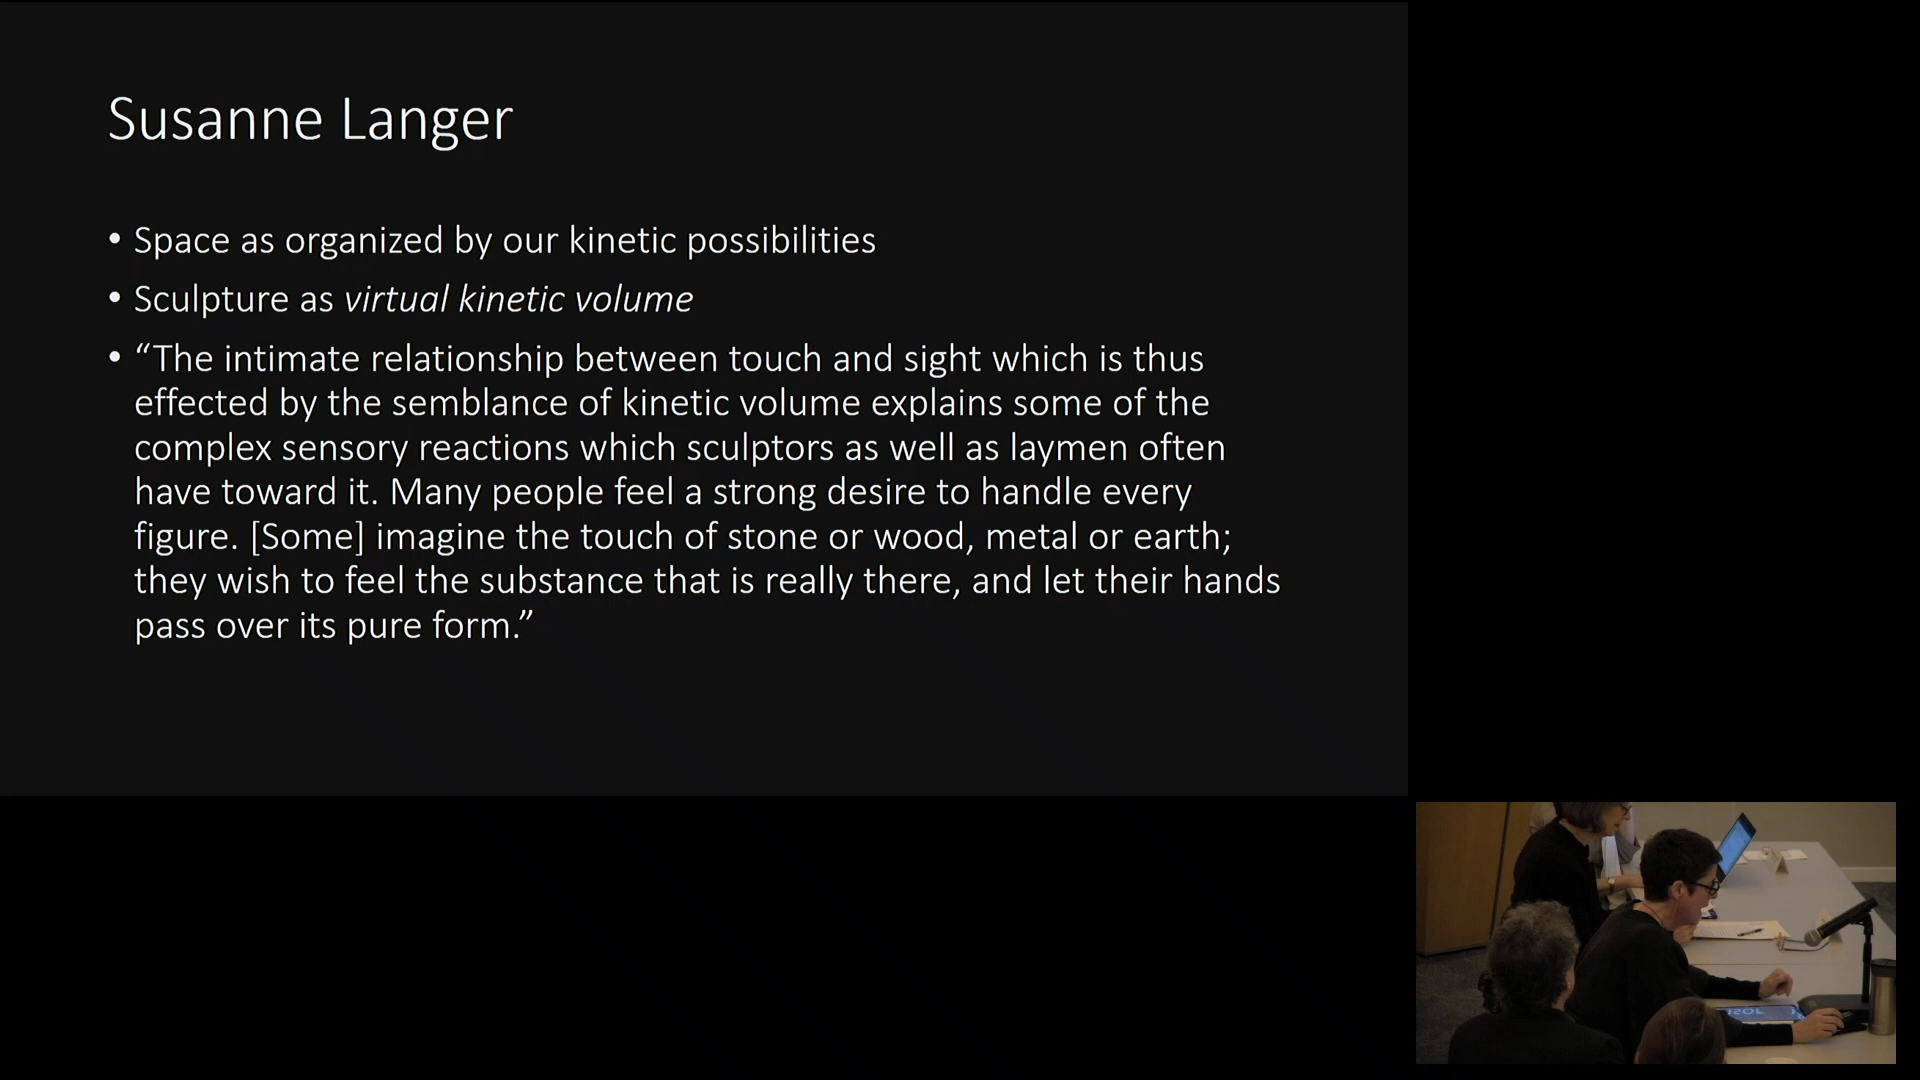 Susanne Langer
• Space as organized by our kinetic possibilities
• Sculpture as virtual kinetic volume
• “The intimate relationship between touch and sight which is thus
effected by the semblance of kinetic volume explains some of the
complex sensory reactions which sculptors as well as laymen often
have toward it. Many people feel a strong desire to handle every
figure. [Some] imagine the touch of stone or wood, metal or earth;
they wish to feel the substance that is really there, and let their hands
pass over its pure form.”